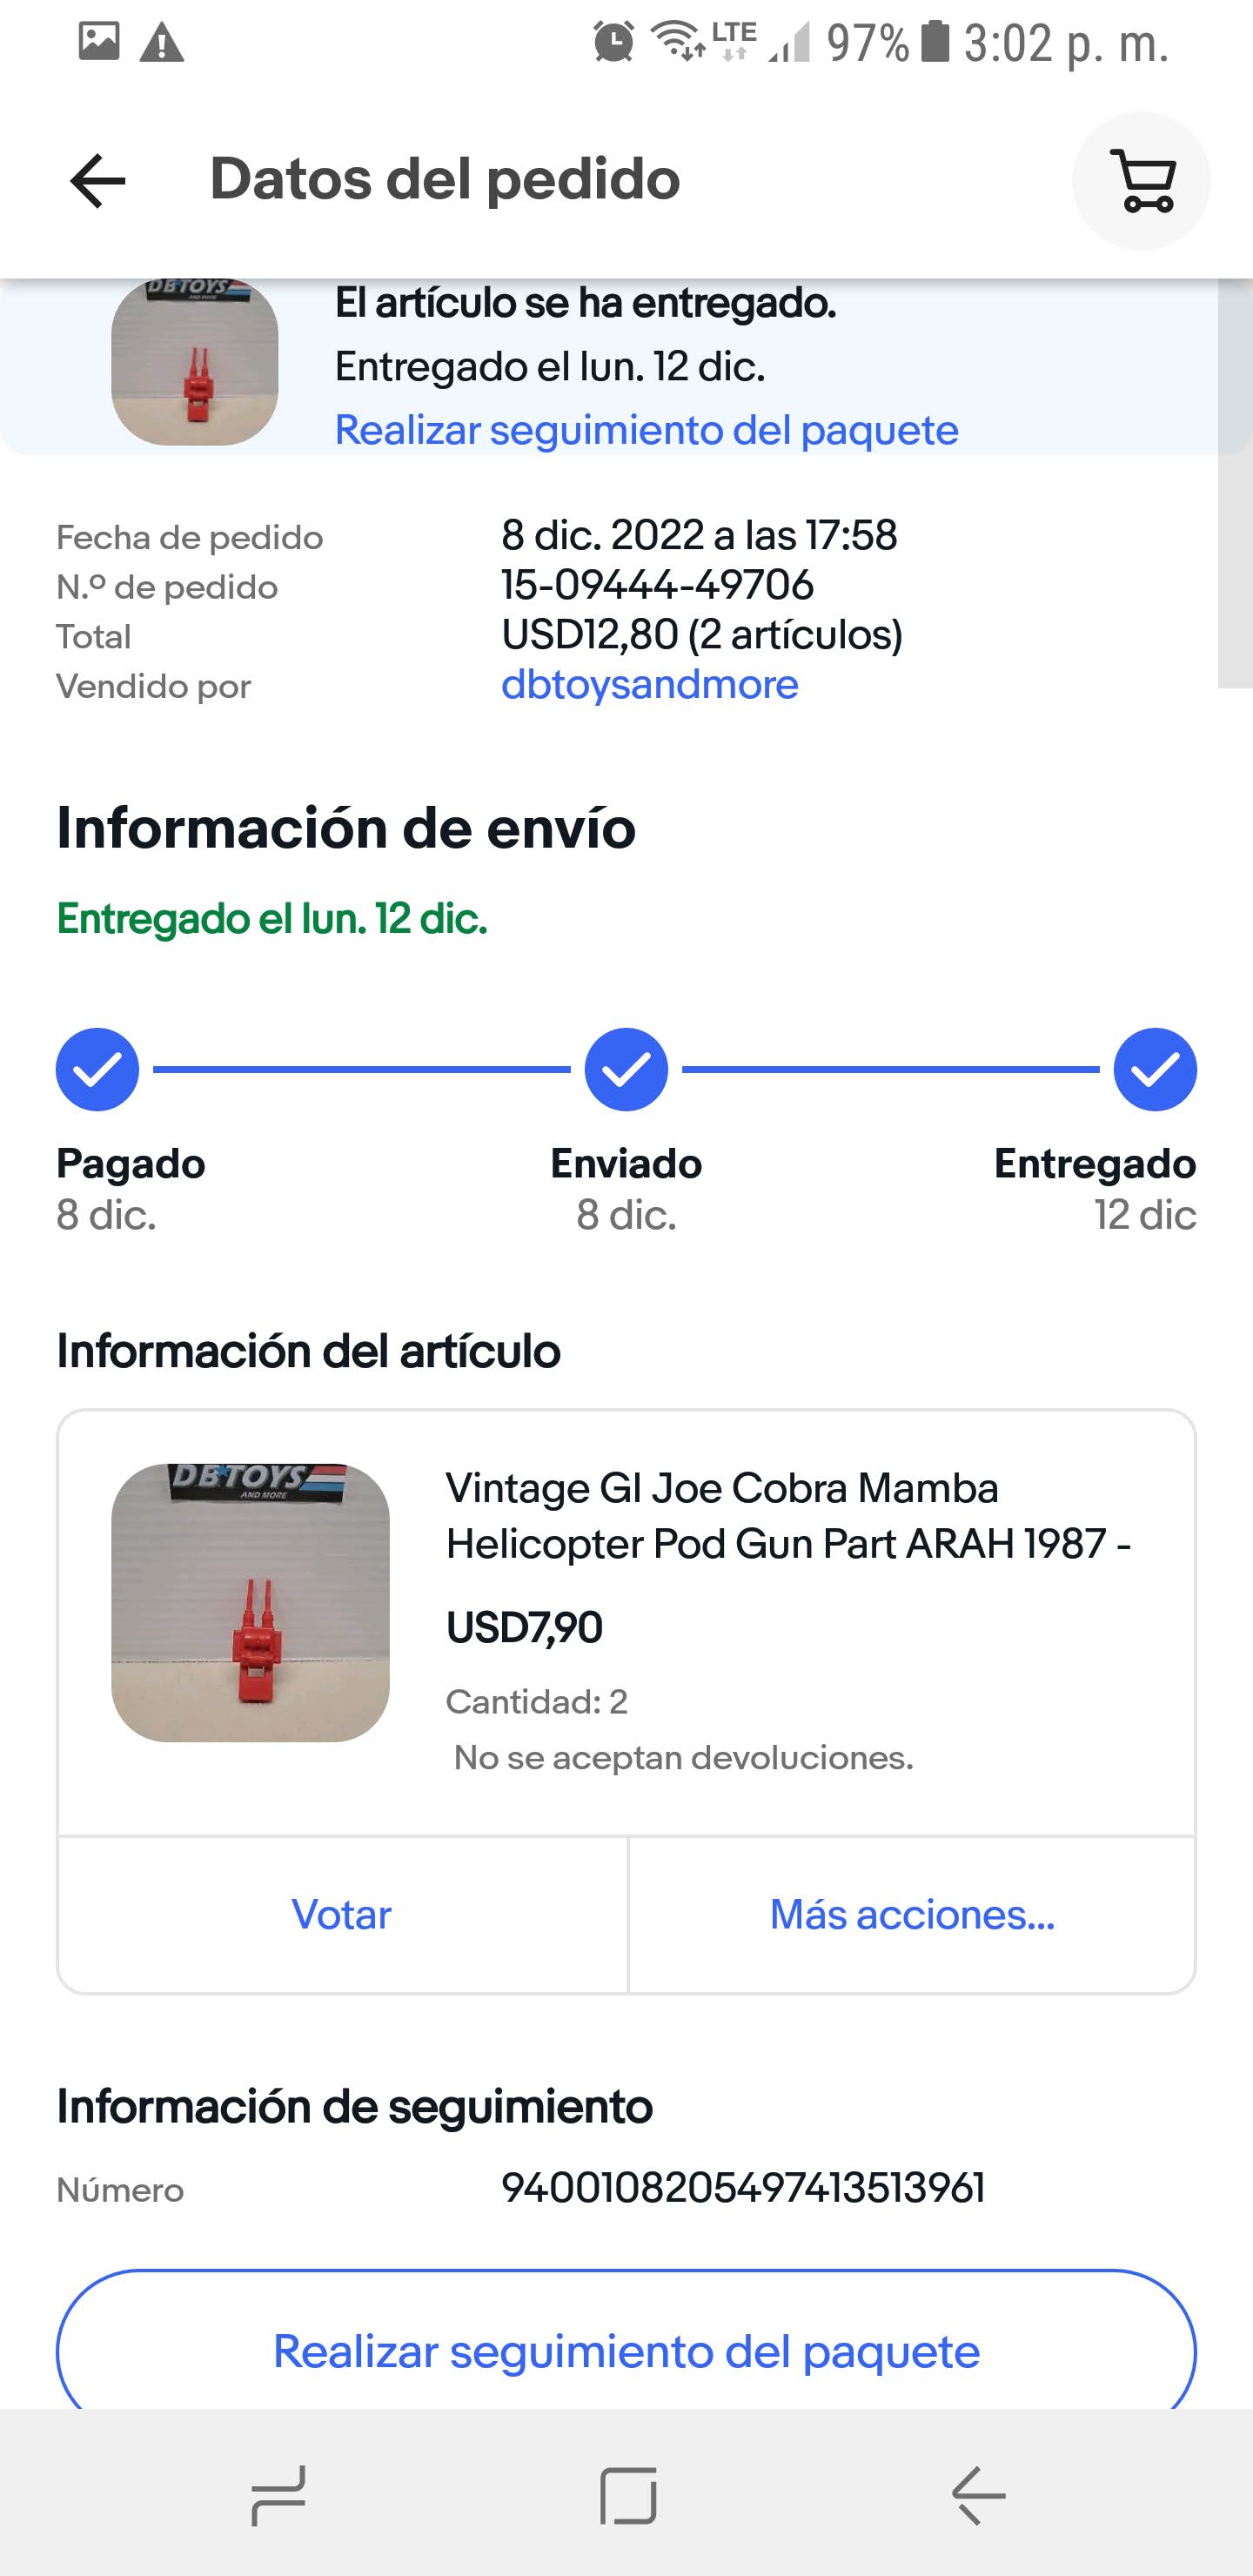 LTE 97% 3:02 p. m.
Datos del pedido
DBTOYS
AND MORE
El artículo se ha entregado.
Entregado el lun. 12 dic.
Realizar seguimiento del paquete
Fecha de pedido 8 dic. 2022 a las 17:58
N.º de pedido 15-09444-49706
Total USD12,80 (2 artículos)
Vendido por dbtoysandmore
Información de envío
Entregado el lun. 12 dic.
Pagado Enviado Entregado
8 dic. 8 dic. 12 dic
Información del artículo
DBTOYS
AND MORE
Vintage GI Joe Cobra Mamba
Helicopter Pod Gun Part ARAH 1987 -
USD7,90
Cantidad: 2
No se aceptan devoluciones.
Votar Más acciones...
Información de seguimiento
Número 9400108205497413513961
Realizar seguimiento del paquete